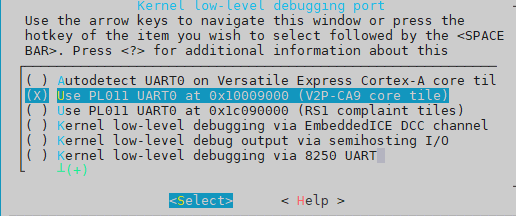 Kernel low-level debugging port
Use the arrow keys to navigate this window or press the
hotkey of the item you wish to select followed by the <SPACE
BAR>. Press <?> for additional information about this
( ) Autodetect UART0 on Versatile Express Cortex-A core til
(X) Use PL011 UART0 at 0x10009000 (V2P-CA9 core tile)
( ) Use PL011 UART0 at 0x1c090000 (RS1 complaint tiles)
( ) Kernel low-level debugging via EmbeddedICE DCC channel
( ) Kernel low-level debug output via semihosting I/O
( ) Kernel low-level debugging via 8250 UART
┴(+)
<Select> < Help >